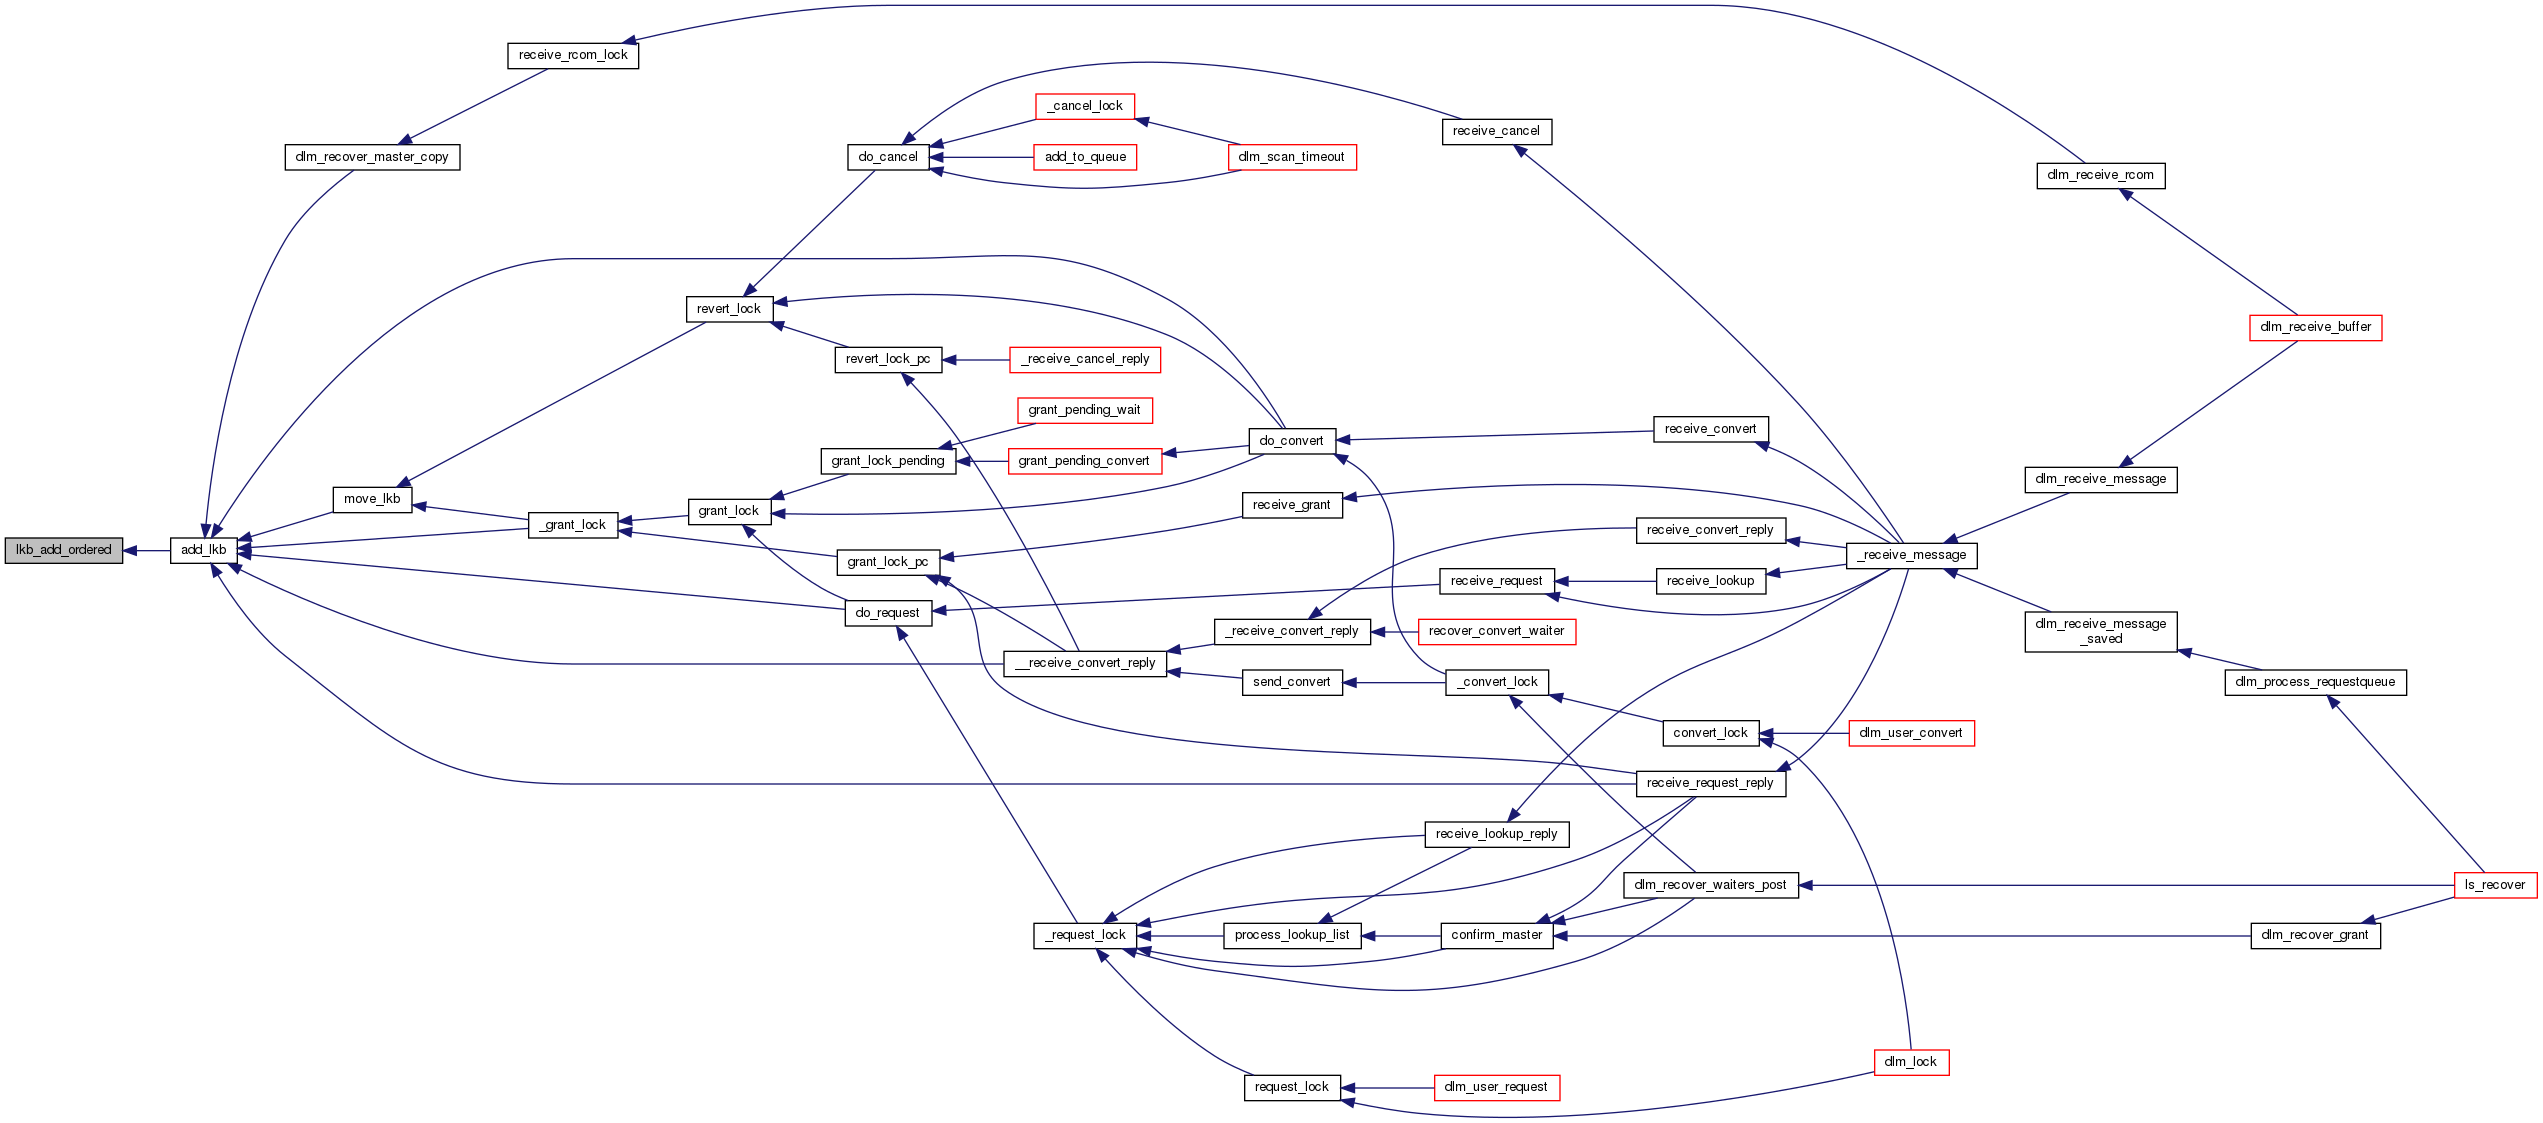 receive_rcom_lock
_cancel_lock
receive_cancel
dlm_recover_master_copy
do_cancel
add_to_queue
dlm_scan_timeout
dlm_receive_rcom
revert_lock
dlm_receive_buffer
revert_lock_pc
_receive_cancel_reply
grant_pending_wait
do_convert
receive_convert
grant_lock_pending
grant_pending_convert
dlm_receive_message
move_lkb
grant_lock
receive_grant
_grant_lock
receive_convert_reply
lkb_add_ordered
add_lkb
_receive_message
grant_lock_pc
receive_request
receive_lookup
do_request
_receive_convert_reply
recover_convert_waiter
dlm_receive_message
_saved
__receive_convert_reply
send_convert
_convert_lock
dlm_process_requestqueue
convert_lock
dlm_user_convert
receive_request_reply
receive_lookup_reply
dlm_recover_waiters_post
ls_recover
_request_lock
process_lookup_list
confirm_master
dlm_recover_grant
dlm_lock
request_lock
dlm_user_request